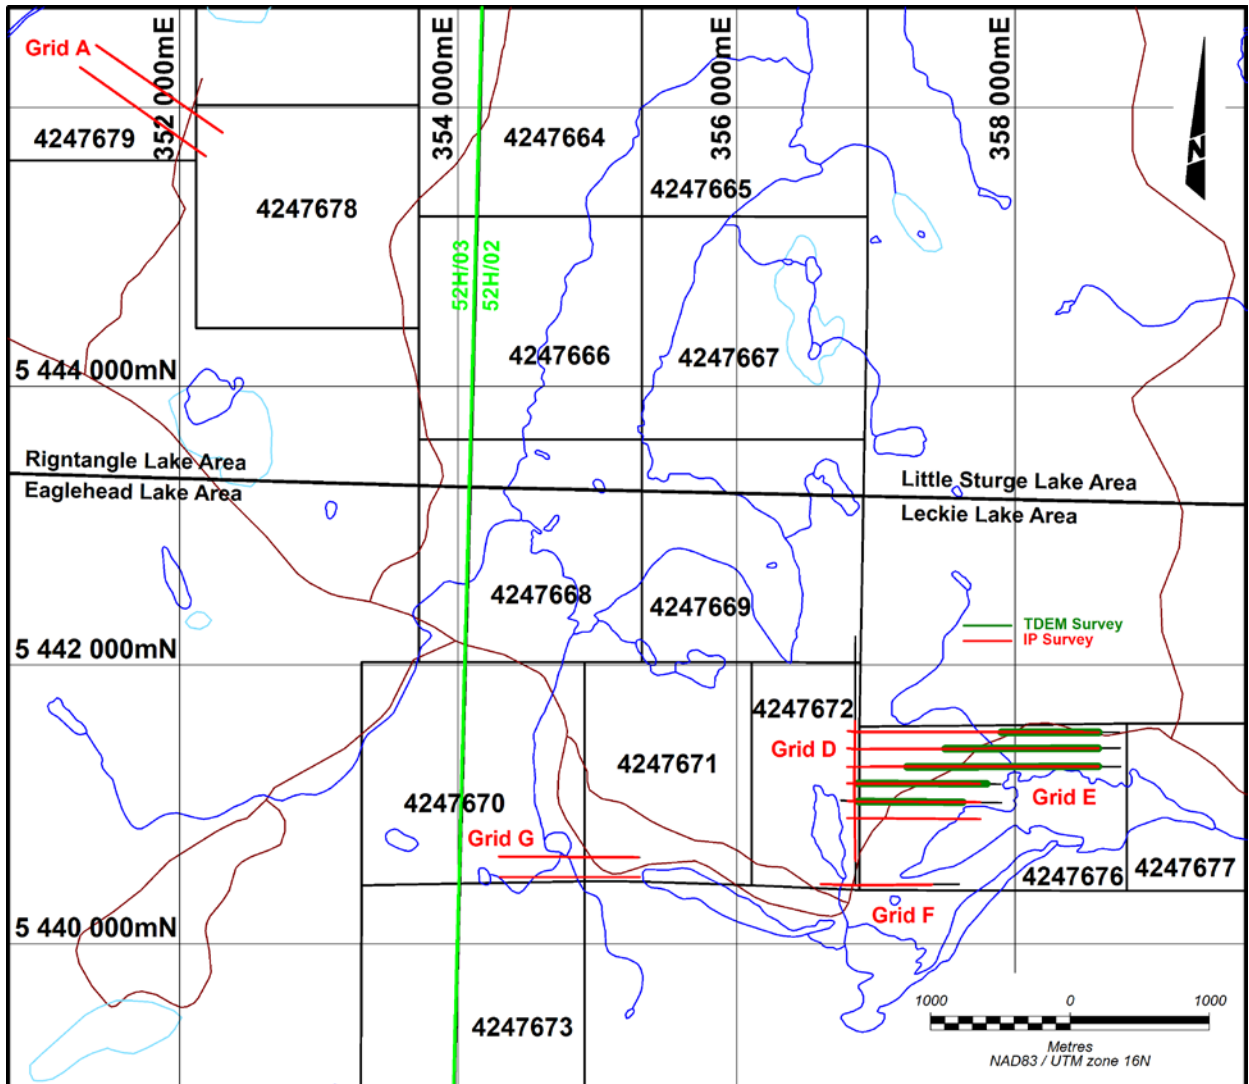 352 000mE
354 000mE
356 000mE
358 000mE
Grid A
4247679
4247664
N
4247665
4247678
52H/03
52H/02
4247666
4247667
5 444 000mN
Rigntangle Lake Area
Eaglehead Lake Area
Little Sturge Lake Area
Leckie Lake Area
4247668
4247669
TDEM Survey
IP Survey
5 442 000mN
4247672
Grid D
4247671
4247670
Grid E
Grid G
4247676
4247677
Grid F
5 440 000mN
1000
0
1000
4247673
Metres
NAD83 / UTM zone 16N